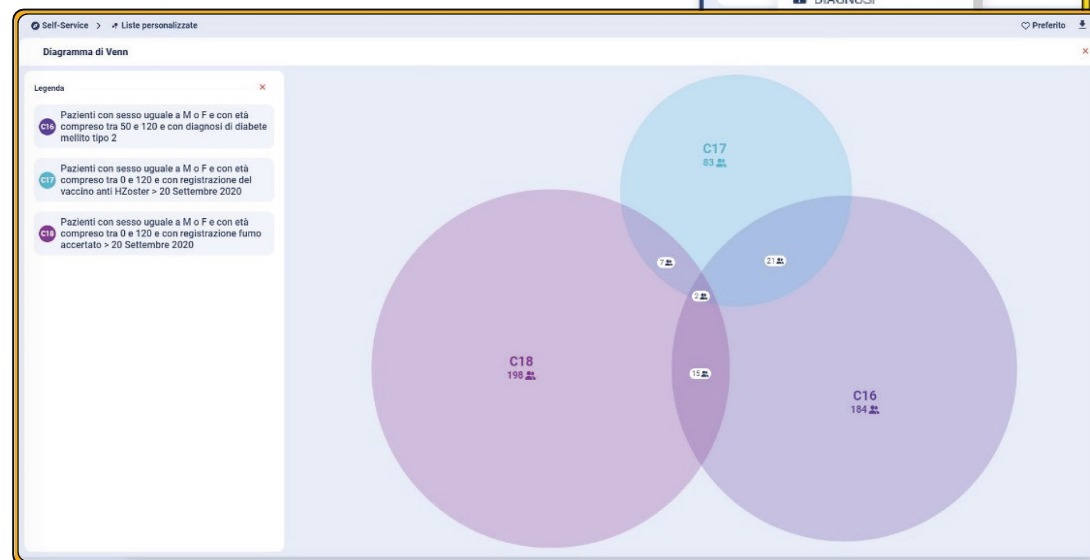 DIAGNOSI
Self-Service > Liste personalizzate
Preferito
Diagramma di Venn
Legenda
C16
Pazienti con sesso uguale a M o F e con età
compreso tra 50 e 120 e con diagnosi di diabete
mellito tipo 2
C17
Pazienti con sesso uguale a M o F e con età
compreso tra 0 e 120 e con registrazione del
vaccino anti HZoster > 20 Settembre 2020
C18
Pazienti con sesso uguale a M o F e con età
compreso tra 0 e 120 e con registrazione fumo
accertato > 20 Settembre 2020
C17
83
7
21
2
C18
198
15
C16
184